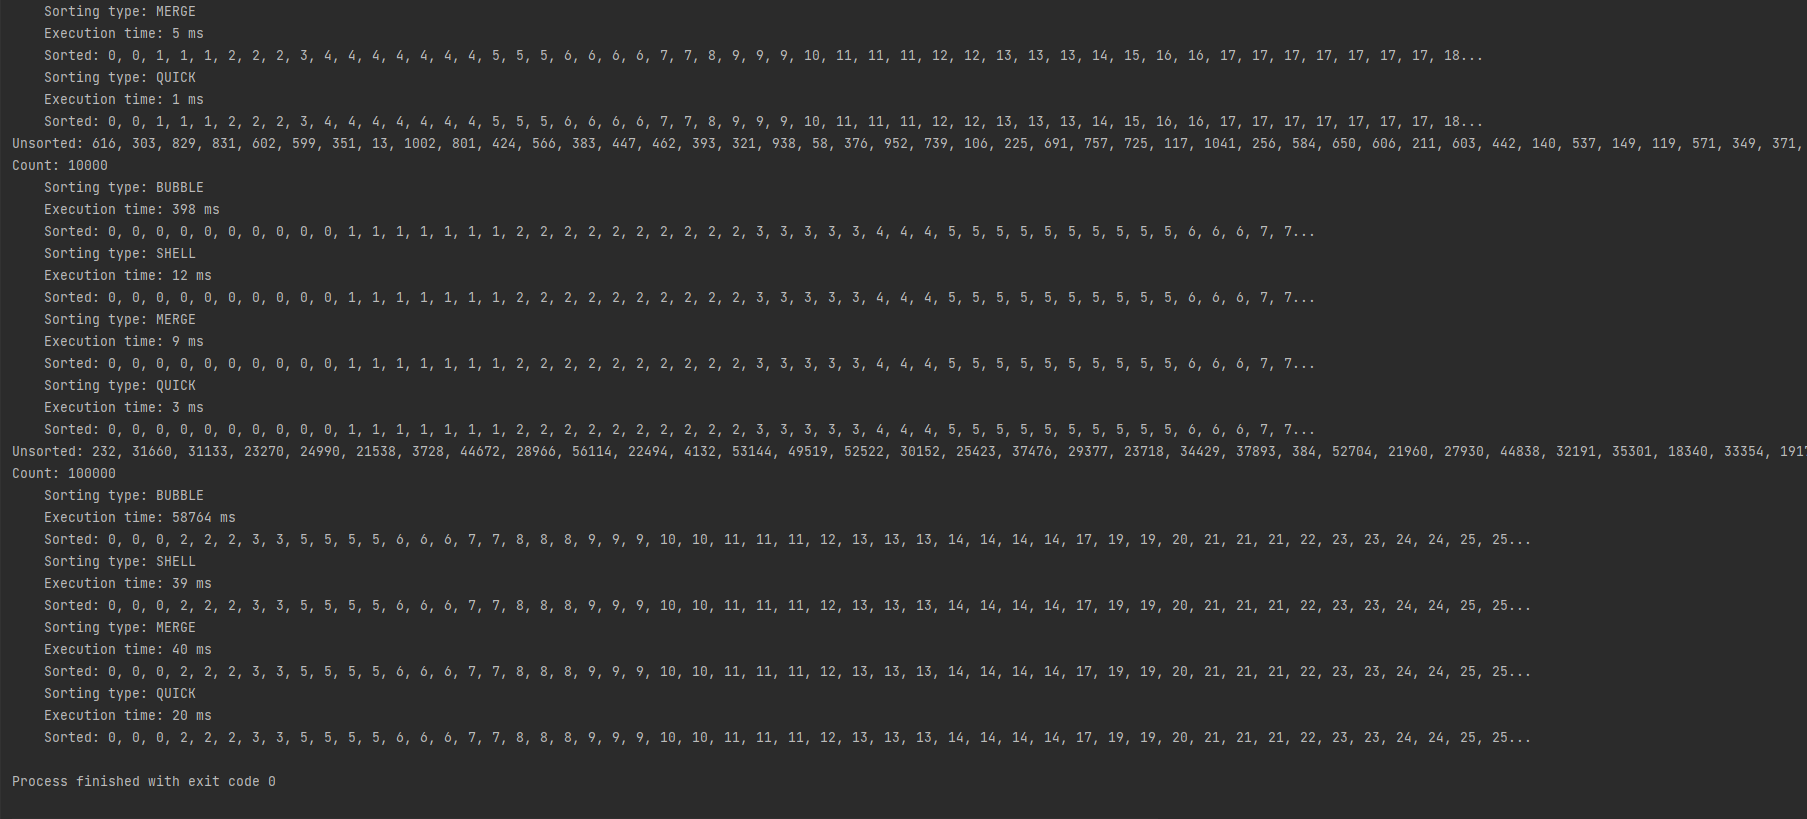 Sorting type: MERGE
Execution time: 5 ms
Sorted: 0, 0, 1, 1, 1, 2, 2, 2, 3, 4, 4, 4, 4, 4, 4, 4, 5, 5, 5, 6, 6, 6, 6, 7, 7, 8, 9, 9, 9, 10, 11, 11, 11, 12, 12, 13, 13, 13, 14, 15, 16, 16, 17, 17, 17, 17, 17, 17, 17, 18...
Sorting type: QUICK
Execution time: 1 ms
Sorted: 0, 0, 1, 1, 1, 2, 2, 2, 3, 4, 4, 4, 4, 4, 4, 4, 5, 5, 5, 6, 6, 6, 6, 7, 7, 8, 9, 9, 9, 10, 11, 11, 11, 12, 12, 13, 13, 13, 14, 15, 16, 16, 17, 17, 17, 17, 17, 17, 17, 18...
Unsorted: 616, 303, 829, 831, 602, 599, 351, 13, 1002, 801, 424, 566, 383, 447, 462, 393, 321, 938, 58, 376, 952, 739, 106, 225, 691, 757, 725, 117, 1041, 256, 584, 650, 606, 211, 603, 442, 140, 537, 149, 119, 571, 349, 371,
Count: 10000
Sorting type: BUBBLE
Execution time: 398 ms
Sorted: 0, 0, 0, 0, 0, 0, 0, 0, 0, 0, 1, 1, 1, 1, 1, 1, 1, 2, 2, 2, 2, 2, 2, 2, 2, 2, 2, 3, 3, 3, 3, 3, 4, 4, 4, 5, 5, 5, 5, 5, 5, 5, 5, 5, 5, 6, 6, 6, 7, 7...
Sorting type: SHELL
Execution time: 12 ms
Sorted: 0, 0, 0, 0, 0, 0, 0, 0, 0, 0, 1, 1, 1, 1, 1, 1, 1, 2, 2, 2, 2, 2, 2, 2, 2, 2, 2, 3, 3, 3, 3, 3, 4, 4, 4, 5, 5, 5, 5, 5, 5, 5, 5, 5, 5, 6, 6, 6, 7, 7...
Sorting type: MERGE
Execution time: 9 ms
Sorted: 0, 0, 0, 0, 0, 0, 0, 0, 0, 0, 1, 1, 1, 1, 1, 1, 1, 2, 2, 2, 2, 2, 2, 2, 2, 2, 2, 3, 3, 3, 3, 3, 4, 4, 4, 5, 5, 5, 5, 5, 5, 5, 5, 5, 5, 6, 6, 6, 7, 7...
Sorting type: QUICK
Execution time: 3 ms
Sorted: 0, 0, 0, 0, 0, 0, 0, 0, 0, 0, 1, 1, 1, 1, 1, 1, 1, 2, 2, 2, 2, 2, 2, 2, 2, 2, 2, 3, 3, 3, 3, 3, 4, 4, 4, 5, 5, 5, 5, 5, 5, 5, 5, 5, 5, 6, 6, 6, 7, 7...
Unsorted: 232, 31660, 31133, 23270, 24990, 21538, 3728, 44672, 28966, 56114, 22494, 4132, 53144, 49519, 52522, 30152, 25423, 37476, 29377, 23718, 34429, 37893, 384, 52704, 21960, 27930, 44838, 32191, 35301, 18340, 33354, 1917
Count: 100000
Sorting type: BUBBLE
Execution time: 58764 ms
Sorted: 0, 0, 0, 2, 2, 2, 3, 3, 5, 5, 5, 5, 6, 6, 6, 7, 7, 8, 8, 8, 9, 9, 9, 10, 10, 11, 11, 11, 12, 13, 13, 13, 14, 14, 14, 14, 17, 19, 19, 20, 21, 21, 21, 22, 23, 23, 24, 24, 25, 25...
Sorting type: SHELL
Execution time: 39 ms
Sorted: 0, 0, 0, 2, 2, 2, 3, 3, 5, 5, 5, 5, 6, 6, 6, 7, 7, 8, 8, 8, 9, 9, 9, 10, 10, 11, 11, 11, 12, 13, 13, 13, 14, 14, 14, 14, 17, 19, 19, 20, 21, 21, 21, 22, 23, 23, 24, 24, 25, 25...
Sorting type: MERGE
Execution time: 40 ms
Sorted: 0, 0, 0, 2, 2, 2, 3, 3, 5, 5, 5, 5, 6, 6, 6, 7, 7, 8, 8, 8, 9, 9, 9, 10, 10, 11, 11, 11, 12, 13, 13, 13, 14, 14, 14, 14, 17, 19, 19, 20, 21, 21, 21, 22, 23, 23, 24, 24, 25, 25...
Sorting type: QUICK
Execution time: 20 ms
Sorted: 0, 0, 0, 2, 2, 2, 3, 3, 5, 5, 5, 5, 6, 6, 6, 7, 7, 8, 8, 8, 9, 9, 9, 10, 10, 11, 11, 11, 12, 13, 13, 13, 14, 14, 14, 14, 17, 19, 19, 20, 21, 21, 21, 22, 23, 23, 24, 24, 25, 25...
Process finished with exit code 0